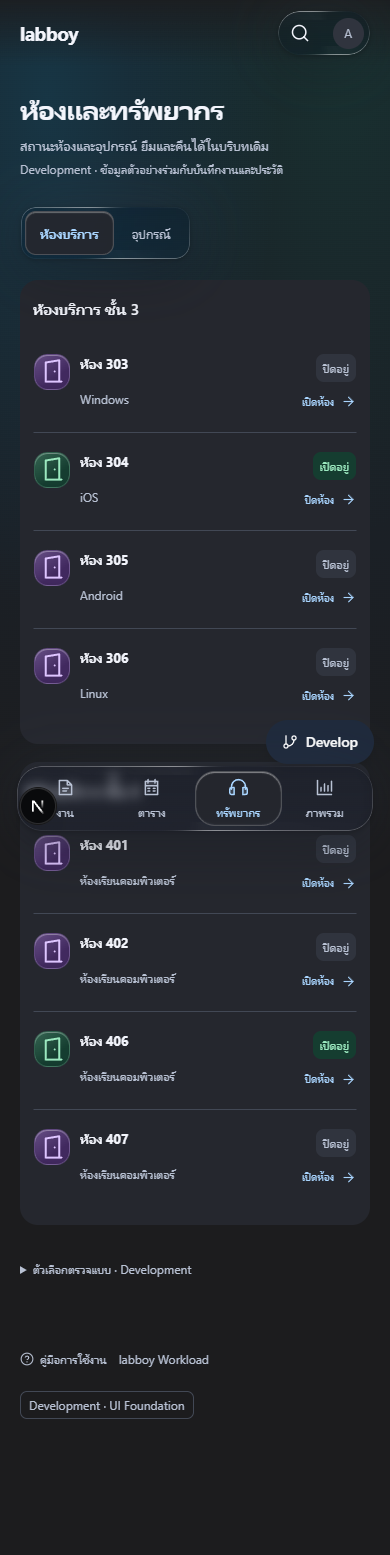 labboy
A
ห้องและทรัพยากร
สถานะห้องและอุปกรณ์ ยืมและคืนได้ในบริบทเดิม
Development · ข้อมูลตัวอย่างร่วมกับบันทึกงานและประวัติ
ห้องบริการ
อุปกรณ์
ห้องบริการ ชั้น 3
ห้อง 303
ปิดอยู่
Windows
เปิดห้อง →
ห้อง 304
เปิดอยู่
iOS
ปิดห้อง →
ห้อง 305
ปิดอยู่
Android
เปิดห้อง →
ห้อง 306
ปิดอยู่
Linux
เปิดห้อง →
Develop
N
งาน
ตาราง
ทรัพยากร
ภาพรวม
ห้อง 401
ปิดอยู่
ห้องเรียนคอมพิวเตอร์
เปิดห้อง →
ห้อง 402
ปิดอยู่
ห้องเรียนคอมพิวเตอร์
เปิดห้อง →
ห้อง 406
เปิดอยู่
ห้องเรียนคอมพิวเตอร์
ปิดห้อง →
ห้อง 407
ปิดอยู่
ห้องเรียนคอมพิวเตอร์
เปิดห้อง →
▶ ตัวเลือกตรวจแบบ · Development
คู่มือการใช้งาน labboy Workload
Development · UI Foundation